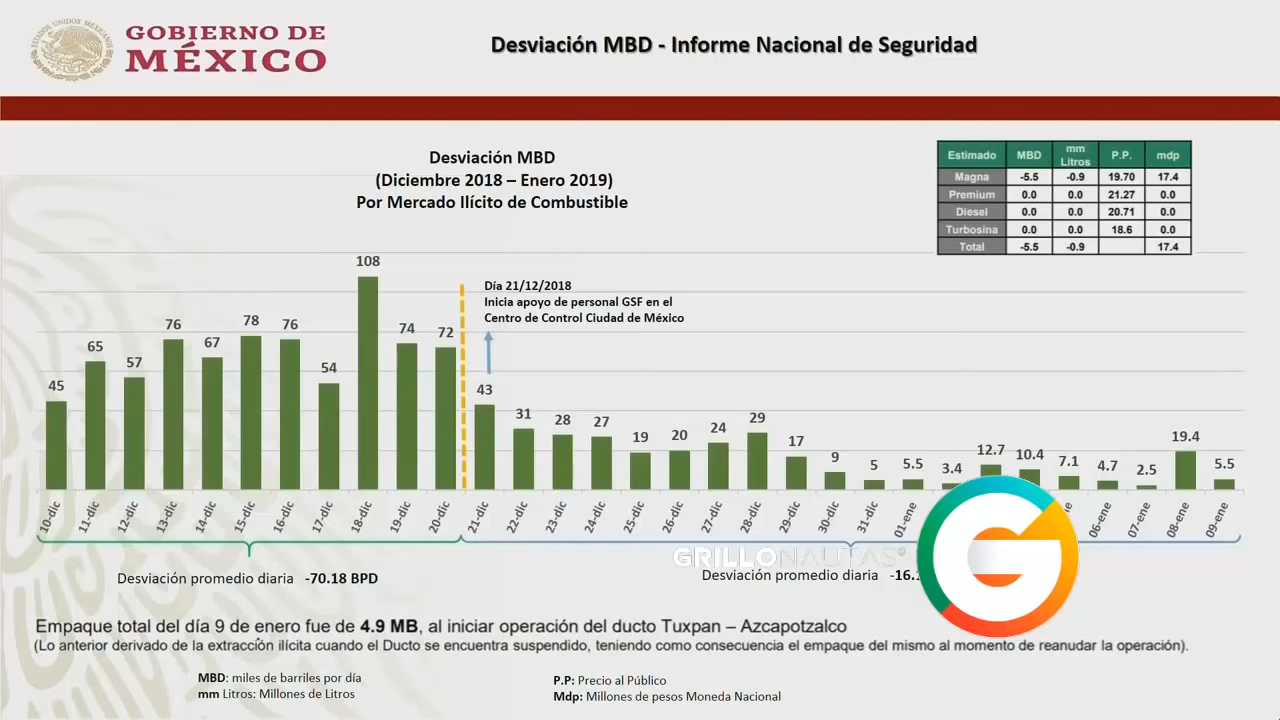 ESTADOS UNIDOS MEXICANOS
GOBIERNO DE
MÉXICO
Desviación MBD - Informe Nacional de Seguridad
Desviación MBD
(Diciembre 2018 – Enero 2019)
Por Mercado Ilícito de Combustible
Estimado MBD mm Litros P.P. mdp
Magna -5.5 -0.9 19.70 17.4
Premium 0.0 0.0 21.27 0.0
Diesel 0.0 0.0 20.71 0.0
Turbosina 0.0 0.0 18.6 0.0
Total -5.5 -0.9 17.4
Día 21/12/2018
Inicia apoyo de personal GSF en el
Centro de Control Ciudad de México
45 65 57 76 67 78 76 54 108 74 72 43 31 28 27 19 20 24 29 17 9 5 5.5 3.4 12.7 10.4 7.1 4.7 2.5 19.4 5.5
10-dic 11-dic 12-dic 13-dic 14-dic 15-dic 16-dic 17-dic 18-dic 19-dic 20-dic 21-dic 22-dic 23-dic 24-dic 25-dic 26-dic 27-dic 28-dic 29-dic 30-dic 31-dic 01-ene 06-ene 07-ene 08-ene 09-ene
GRILLONAUTAS®
G
Desviación promedio diaria -70.18 BPD
Desviación promedio diaria
Empaque total del día 9 de enero fue de 4.9 MB, al iniciar operación del ducto Tuxpan – Azcapotzalco
(Lo anterior derivado de la extracción ilícita cuando el Ducto se encuentra suspendido, teniendo como consecuencia el empaque del mismo al momento de reanudar la operación).
MBD: miles de barriles por día
mm Litros: Millones de Litros
P.P: Precio al Público
Mdp: Millones de pesos Moneda Nacional